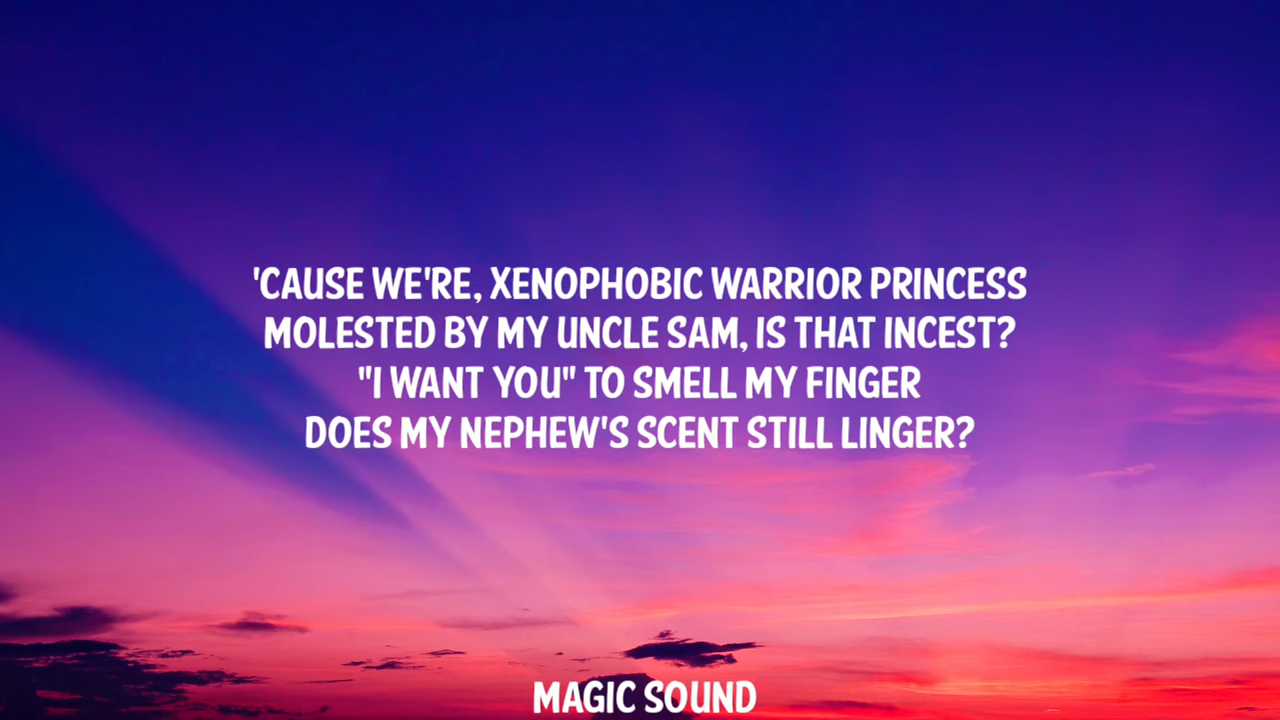 'CAUSE WE'RE, XENOPHOBIC WARRIOR PRINCESS
MOLESTED BY MY UNCLE SAM, IS THAT INCEST?
"I WANT YOU" TO SMELL MY FINGER
DOES MY NEPHEW'S SCENT STILL LINGER?
MAGIC SOUND